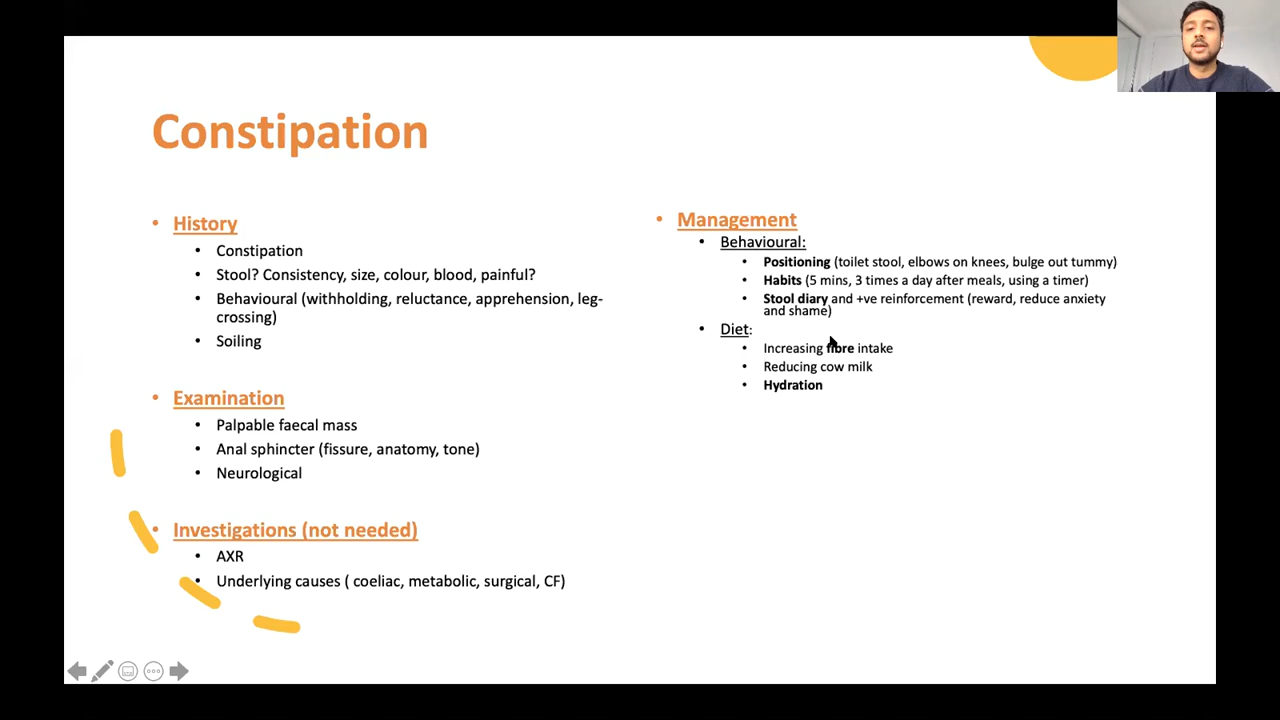 Constipation
• History
• Constipation
• Stool? Consistency, size, colour, blood, painful?
• Behavioural (withholding, reluctance, apprehension, leg-
crossing)
• Soiling
• Examination
• Palpable faecal mass
• Anal sphincter (fissure, anatomy, tone)
• Neurological
• Investigations (not needed)
• AXR
• Underlying causes ( coeliac, metabolic, surgical, CF)
• Management
• Behavioural:
• Positioning (toilet stool, elbows on knees, bulge out tummy)
• Habits (5 mins, 3 times a day after meals, using a timer)
• Stool diary and +ve reinforcement (reward, reduce anxiety
and shame)
• Diet:
• Increasing fibre intake
• Reducing cow milk
• Hydration